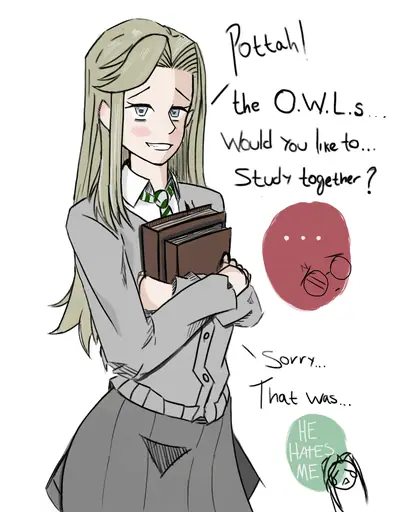 Pottah!
the O.W.L.s...
Would you like to...
Study together?
...
Sorry...
That was...
HE
HATES
ME